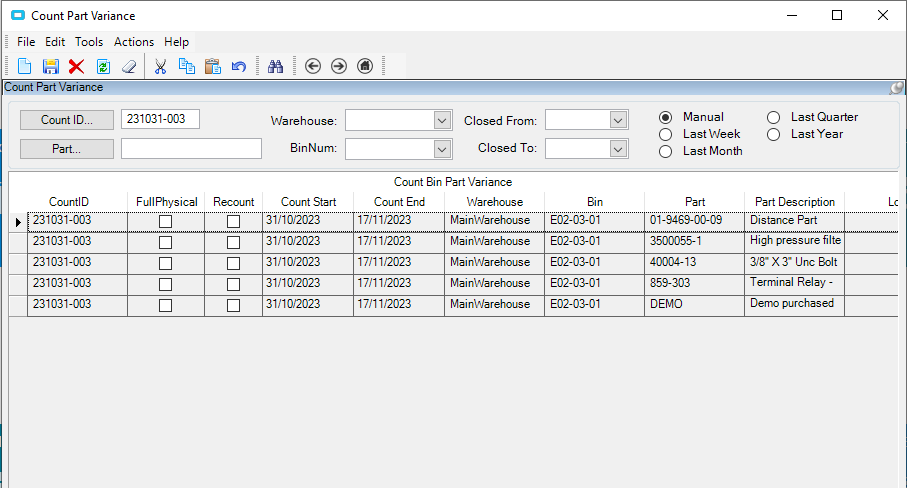 Count Part Variance
File Edit Tools Actions Help
Count Part Variance
Count ID... 231031-003 Warehouse: Closed From: Manual Last Quarter
Last Week Last Year
Part... BinNum: Closed To: Last Month
Count Bin Part Variance
CountID FullPhysical Recount Count Start Count End Warehouse Bin Part Part Description Lo
231031-003 31/10/2023 17/11/2023 MainWarehouse E02-03-01 01-9469-00-09 Distance Part
231031-003 31/10/2023 17/11/2023 MainWarehouse E02-03-01 3500055-1 High pressure filte
231031-003 31/10/2023 17/11/2023 MainWarehouse E02-03-01 40004-13 3/8" X 3" Unc Bolt
231031-003 31/10/2023 17/11/2023 MainWarehouse E02-03-01 859-303 Terminal Relay -
231031-003 31/10/2023 17/11/2023 MainWarehouse E02-03-01 DEMO Demo purchased